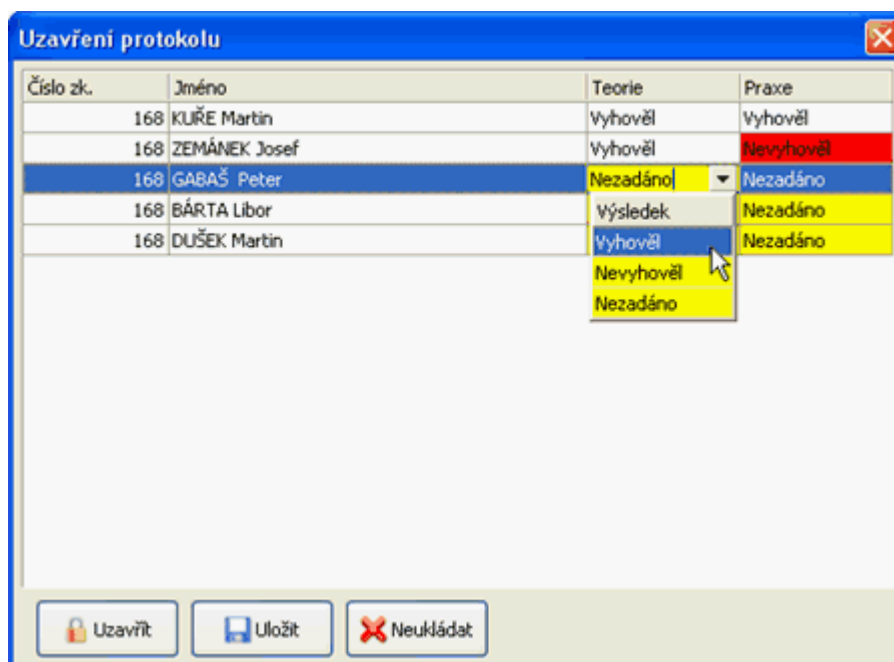 Uzavření protokolu
Číslo zk. Jméno Teorie Praxe
168 KUŘE Martin Vyhověl Vyhověl
168 ZEMÁNEK Josef Vyhověl Nevyhověl
168 GABAŠ Peter Nezadáno Nezadáno
168 BÁRTA Libor Nezadáno
168 DUŠEK Martin Nezadáno
Výsledek
Vyhověl
Nevyhověl
Nezadáno
Uzavřít Uložit Neukládat